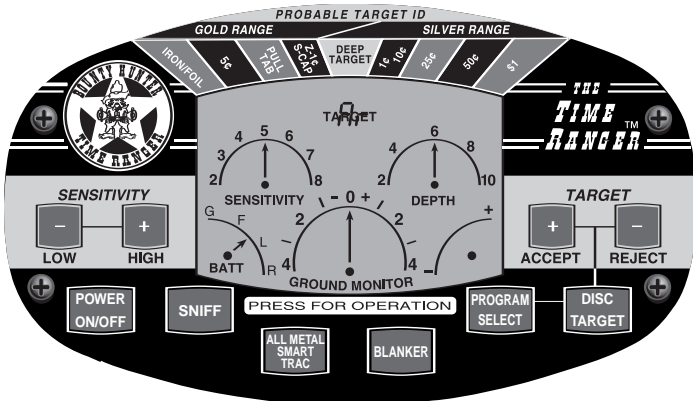 PROBABLE TARGET ID
GOLD RANGE SILVER RANGE
IRON/FOIL 5¢ PULL TAB Z-1¢ S-CAP DEEP TARGET 1¢ 10¢ 25¢ 50¢ $1
BOUNTY HUNTER
TIME RANGER
THE
TIME
RANGER™
TARGET
2 3 4 5 6 7 8
SENSITIVITY
2 4 6 8 10
DEPTH
SENSITIVITY
- +
LOW HIGH
G F L R
BATT
4 2 - 0 + 2 4
GROUND MONITOR
- +
TARGET
+ -
ACCEPT REJECT
POWER
ON/OFF
SNIFF
PRESS FOR OPERATION
PROGRAM
SELECT
DISC
TARGET
ALL METAL
SMART
TRAC
BLANKER